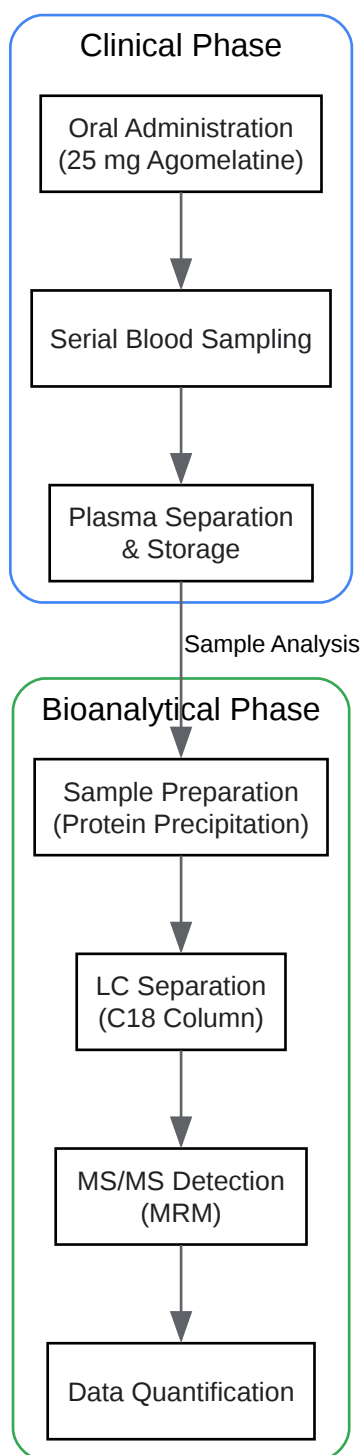 Clinical Phase
Oral Administration
(25 mg Agomelatine)
Serial Blood Sampling
Plasma Separation
& Storage
Sample Analysis
Bioanalytical Phase
Sample Preparation
(Protein Precipitation)
LC Separation
(C18 Column)
MS/MS Detection
(MRM)
Data Quantification